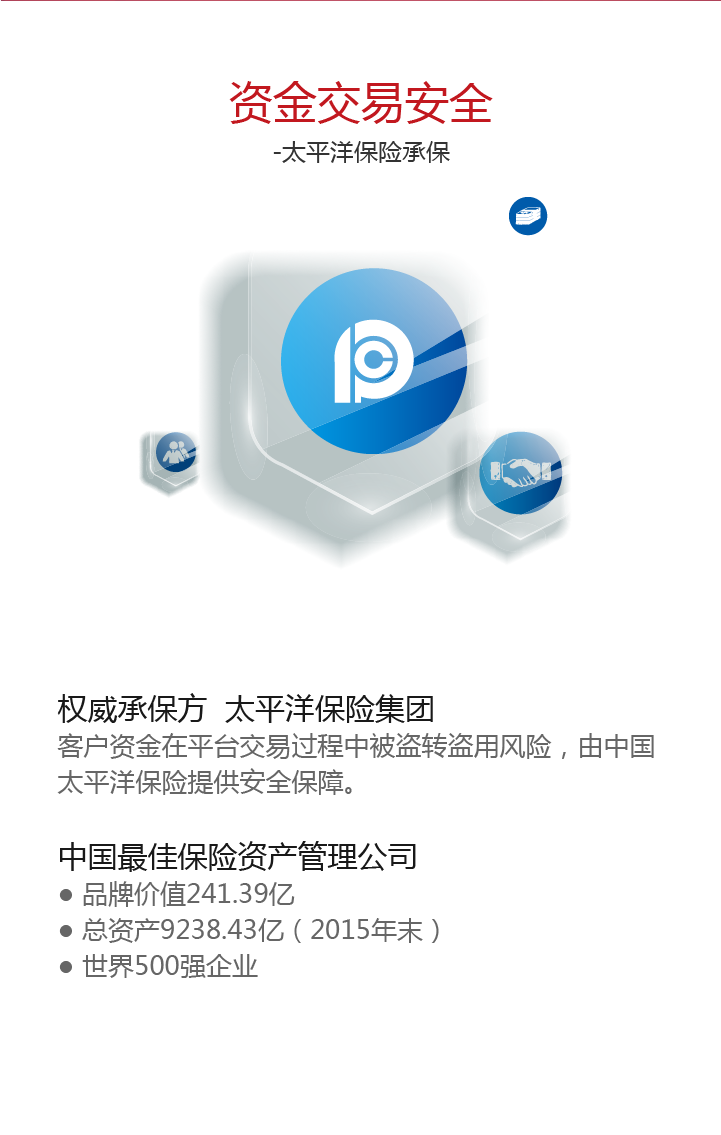 资金交易安全
-太平洋保险承保
权威承保方 太平洋保险集团
客户资金在平台交易过程中被盗转盗用风险，由中国
太平洋保险提供安全保障。
中国最佳保险资产管理公司
● 品牌价值241.39亿
● 总资产9238.43亿（2015年末）
● 世界500强企业